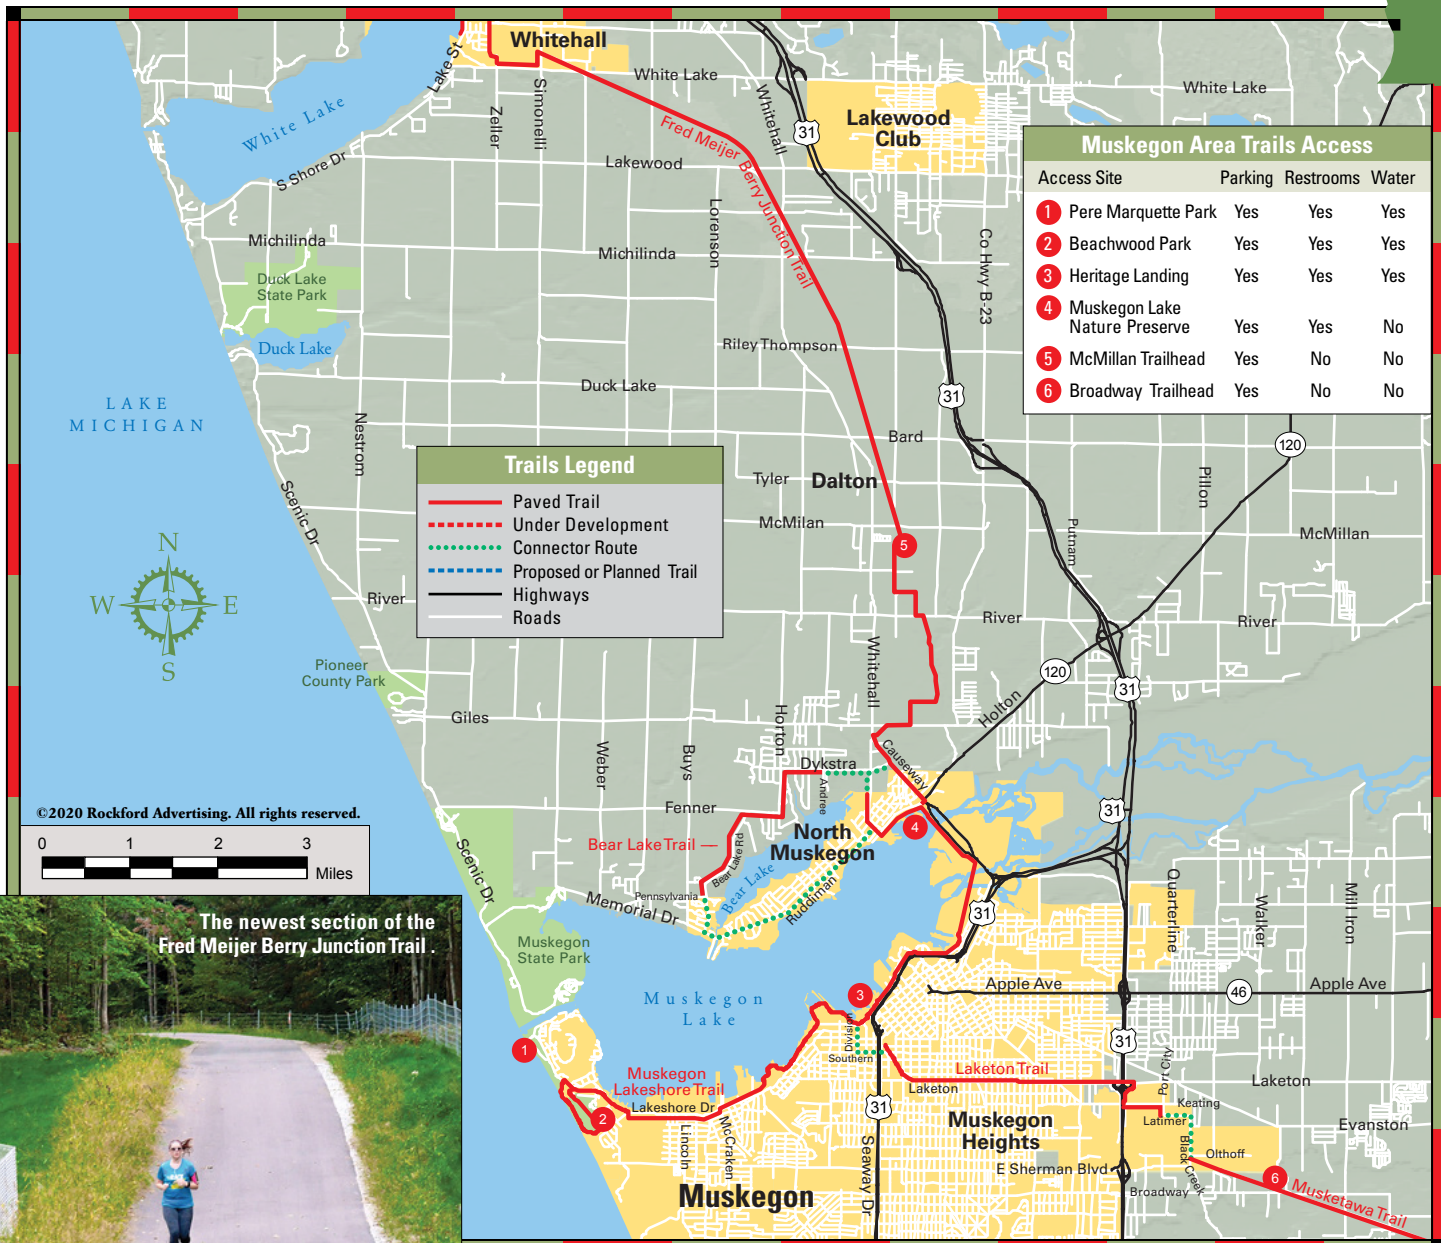 Whitehall
White Lake
White Lake
Lake St
White Lake
Zeller
Simonelli
Whitehall
31
Lakewood
Club
Fred Meijer Berry Junction Trail
Lakewood
S Shore Dr
Muskegon Area Trails Access
Access Site Parking Restrooms Water
1 Pere Marquette Park Yes Yes Yes
2 Beachwood Park Yes Yes Yes
3 Heritage Landing Yes Yes Yes
4 Muskegon Lake
Nature Preserve Yes Yes No
5 McMillan Trailhead Yes No No
6 Broadway Trailhead Yes No No
Michilinda
Michilinda
Lorenson
Co Hwy B-23
Duck Lake
State Park
Duck Lake
Riley Thompson
Duck Lake
31
LAKE
MICHIGAN
Nestrom
Bard
120
Trails Legend
Paved Trail
Under Development
Connector Route
Proposed or Planned Trail
Highways
Roads
Tyler
Dalton
Pillon
Scenic Dr
McMilan
Putnam
McMillan
5
N
W
E
S
River
River
River
Whitehall
Pioneer
County Park
120
31
Giles
Horton
Holton
Weber
Buys
Causeway
Dykstra
Andree
Fenner
31
©2020 Rockford Advertising. All rights reserved.
0 1 2 3
Miles
North
Muskegon
4
Bear Lake Trail
Bear Lake Rd
Bear Lake
Scenic Dr
Pennsylvania
Memorial Dr
Ruddiman
31
Quarterline
Walker
Mill Iron
The newest section of the
Fred Meijer Berry Junction Trail .
Muskegon
State Park
Muskegon
Lake
3
Apple Ave
46
Apple Ave
1
Division
Southern
31
Port City
Muskegon
Lakeshore Trail
Lakeshore Dr
Laketon Trail
Laketon
Laketon
2
31
Keating
Latimer
Muskegon
Heights
Evanston
Lincoln
McCraken
Seaway Dr
Black Creek
Olthoff
E Sherman Blvd
Broadway
6
Musketawa Trail
Muskegon